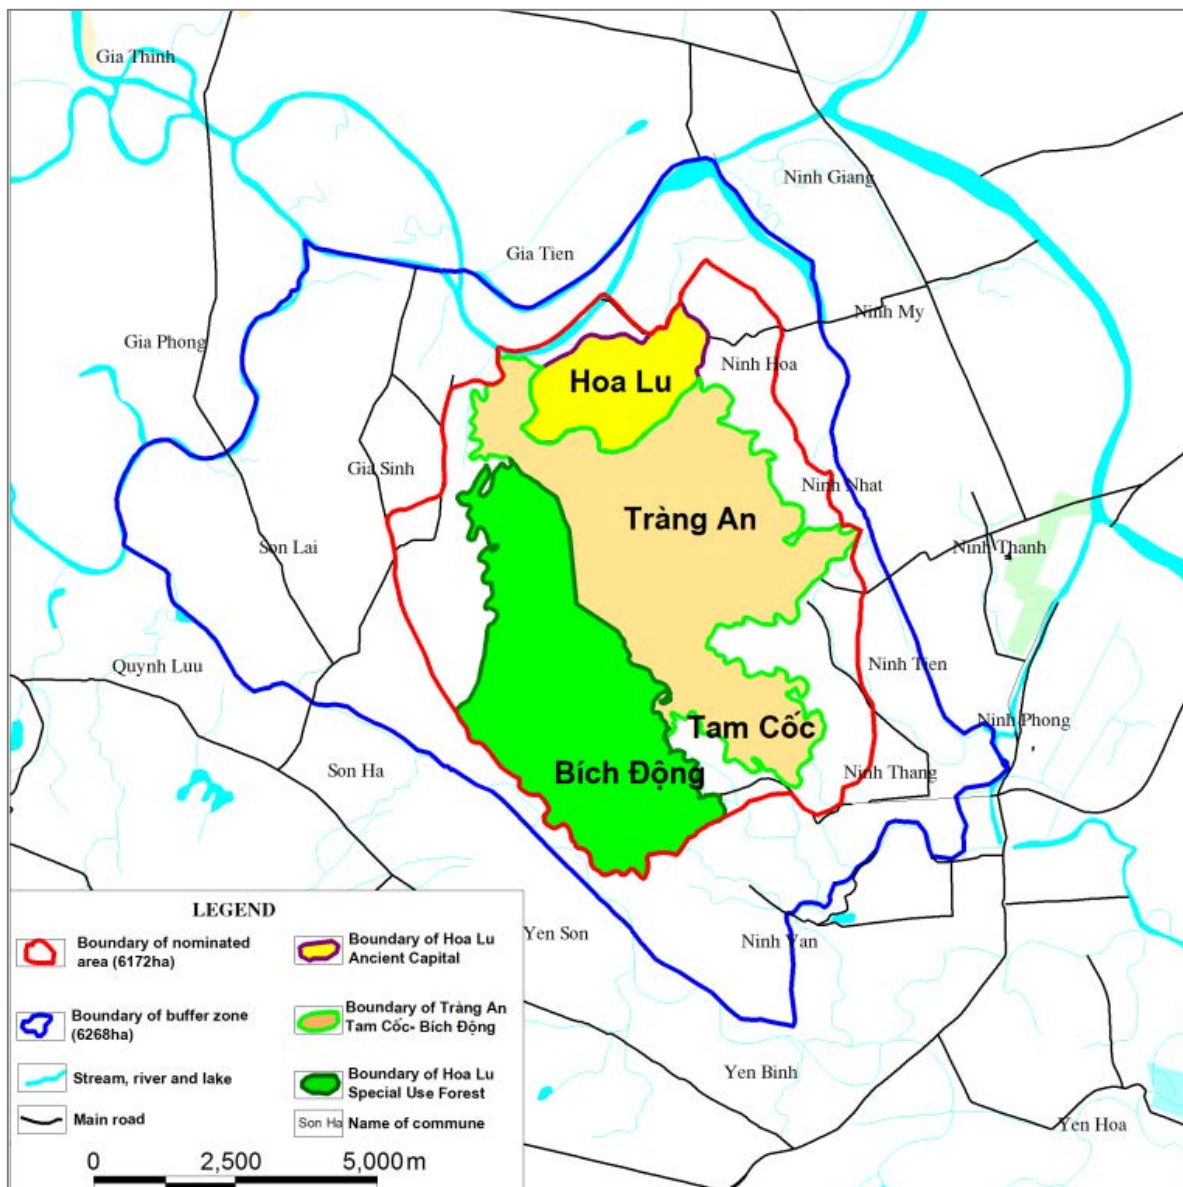 Gia Thinh
Ninh Giang
Gia Tien
Ninh My
Gia Phong
Ninh Hoa
Hoa Lu
Gia Sinh
Ninh Nhat
Tràng An
Son Lai
Ninh Thanh
Quynh Luu
Ninh Tien
Ninh Phong
Tam Cốc
Son Ha
Bích Động
Ninh Thang
Yen Son
Ninh Van
Yen Binh
Yen Hoa
LEGEND
Boundary of nominated
area (6172ha)
Boundary of buffer zone
(6268ha)
Stream, river and lake
Main road
Boundary of Hoa Lu
Ancient Capital
Boundary of Tràng An
Tam Cốc- Bích Động
Boundary of Hoa Lu
Special Use Forest
Son Ha Name of commune
0 2,500 5,000 m